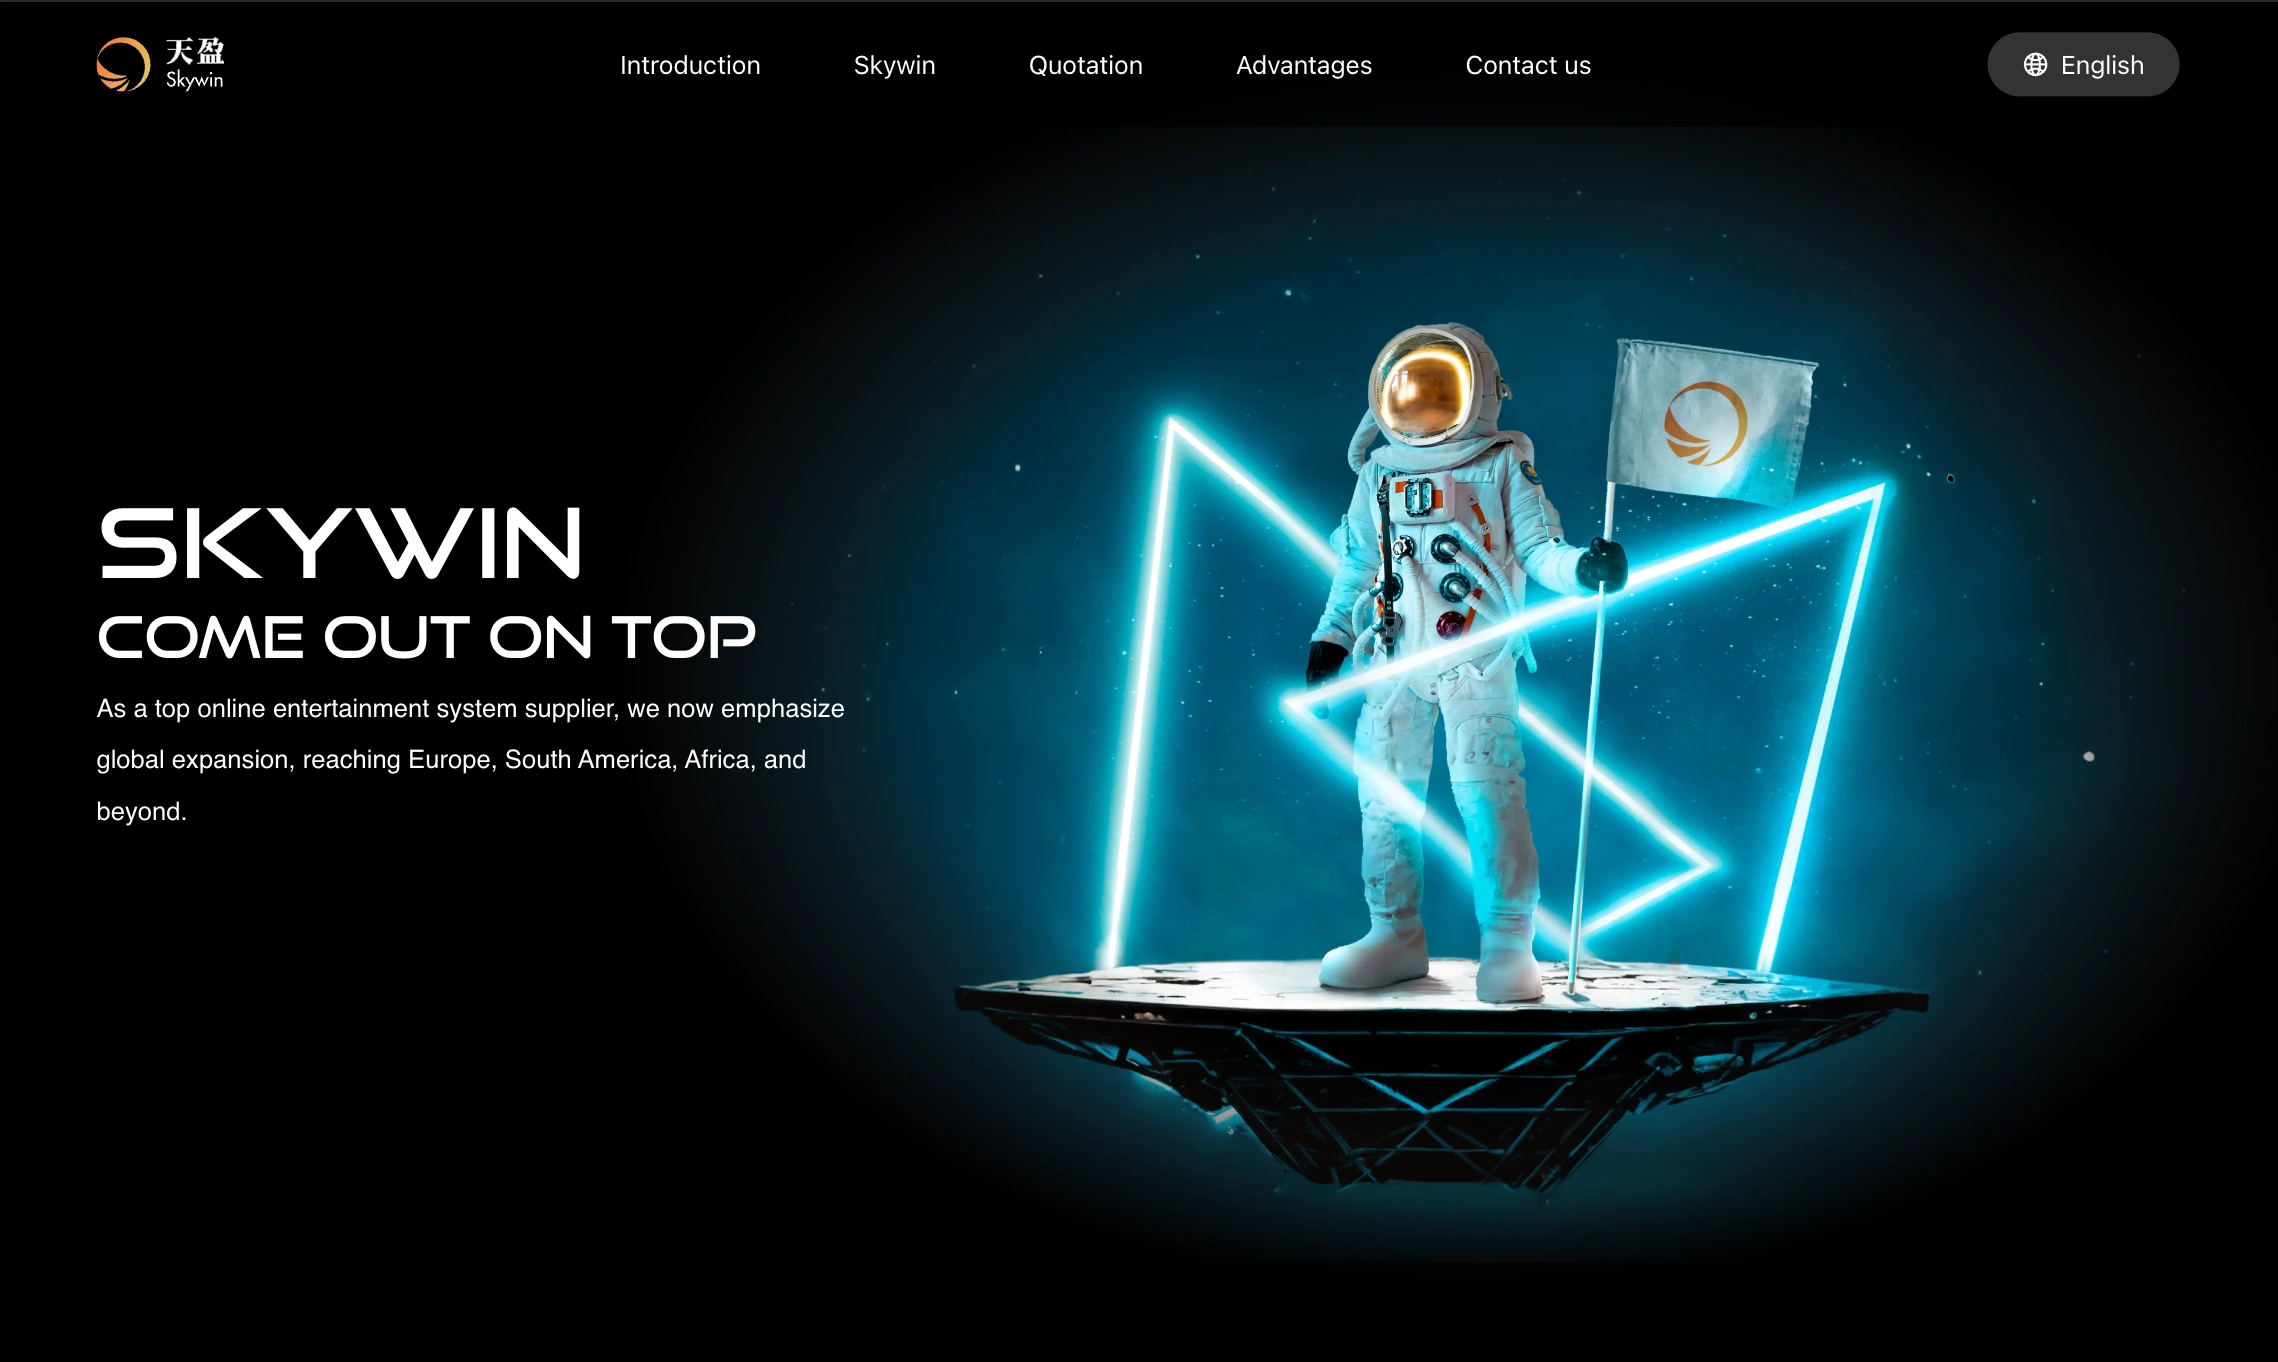 天盈
Skywin
Introduction
Skywin
Quotation
Advantages
Contact us
English
SKYWIN
COME OUT ON TOP
As a top online entertainment system supplier, we now emphasize
global expansion, reaching Europe, South America, Africa, and
beyond.